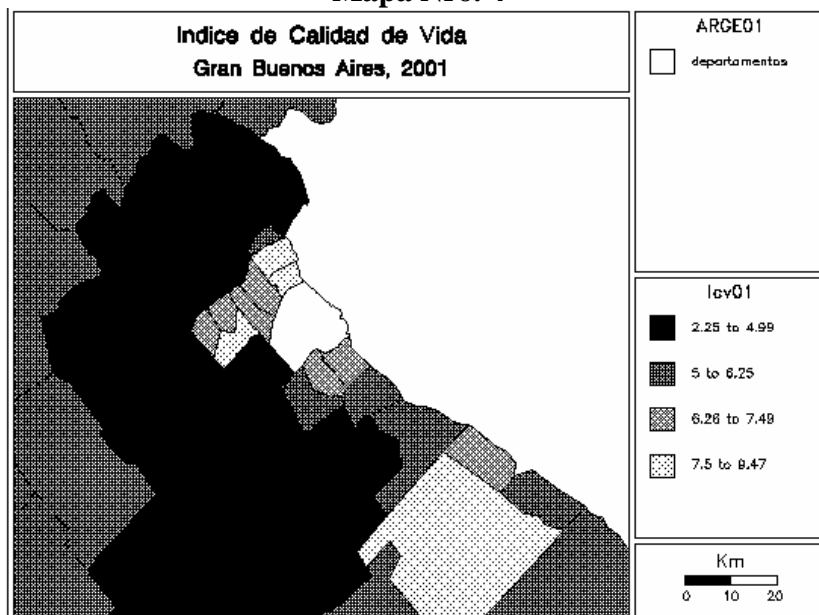 Indice de Calidad de Vida
Gran Buenos Aires, 2001
ARGE01
departamentos
Icv01
2.25 to 4.99
5 to 6.25
6.26 to 7.49
7.5 to 9.47
Km
0 10 20